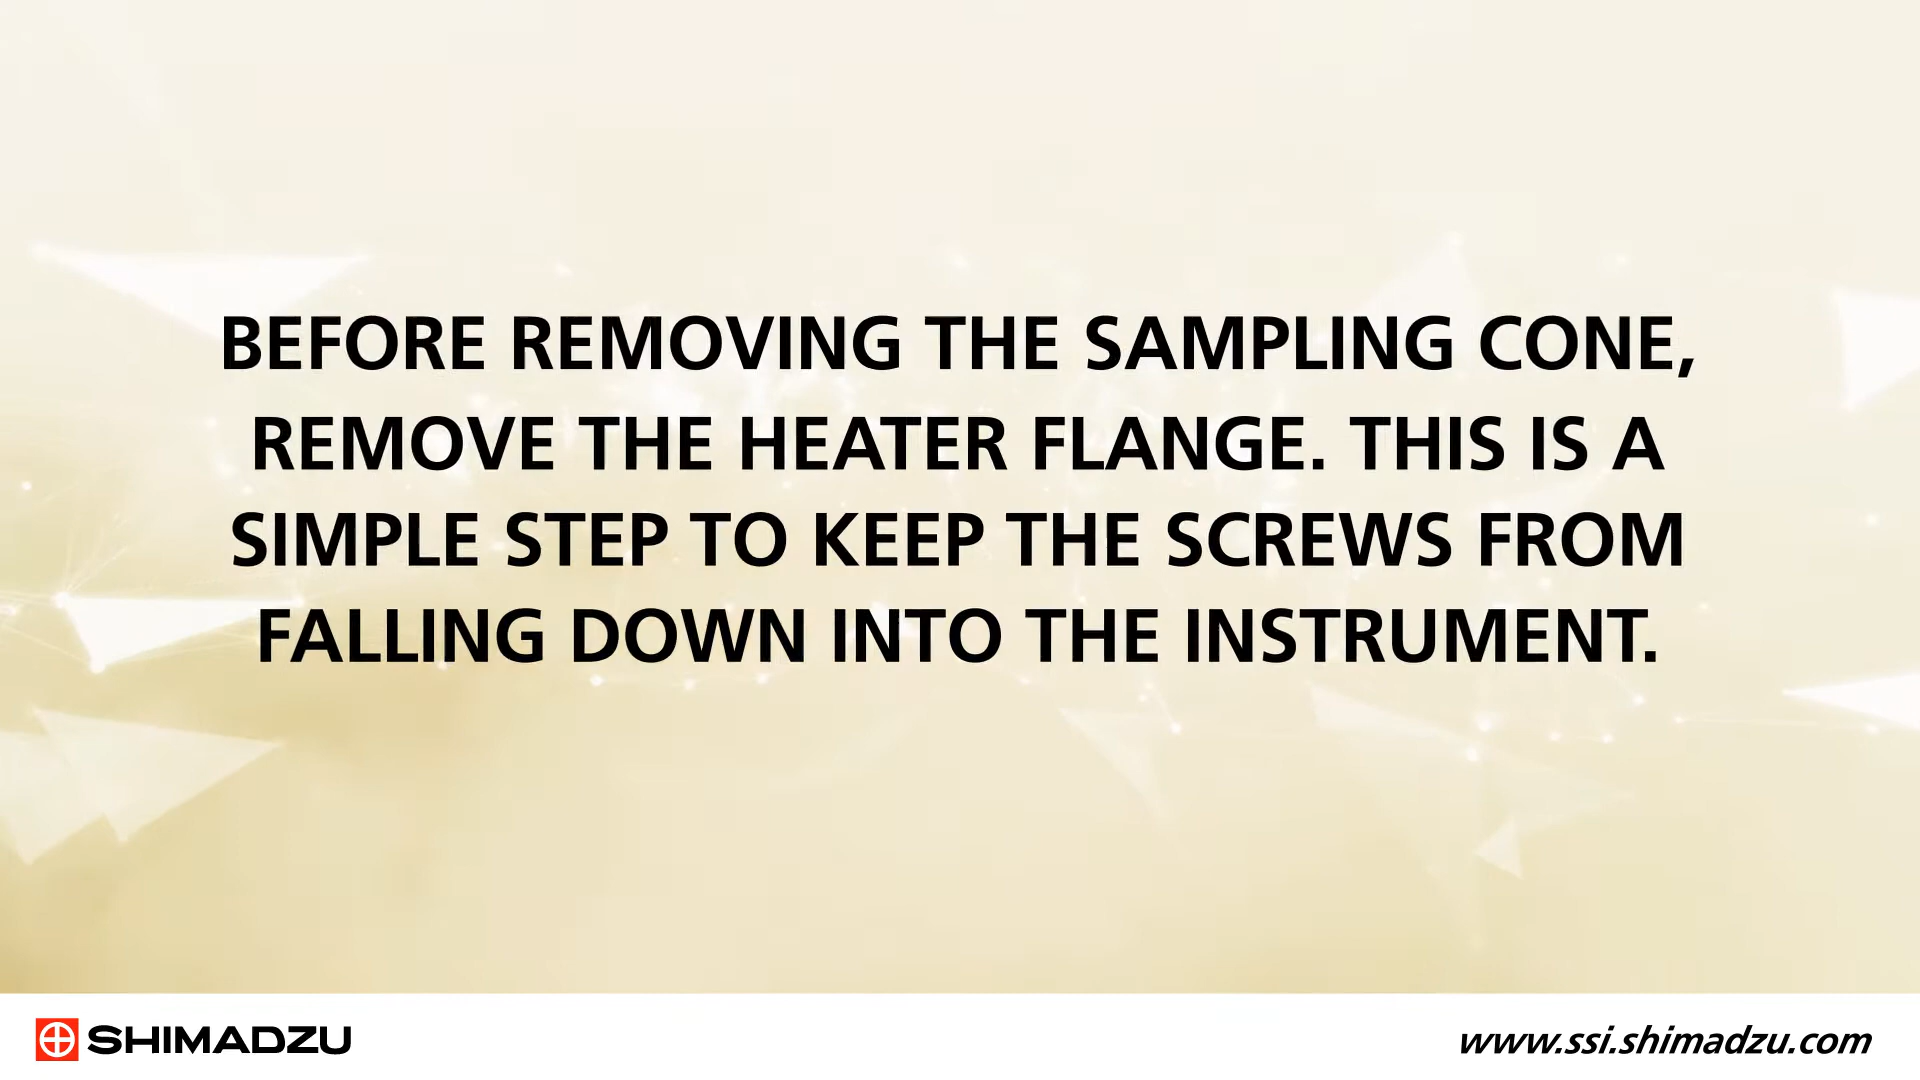 BEFORE REMOVING THE SAMPLING CONE,
REMOVE THE HEATER FLANGE. THIS IS A
SIMPLE STEP TO KEEP THE SCREWS FROM
FALLING DOWN INTO THE INSTRUMENT.
SHIMADZU
www.ssi.shimadzu.com